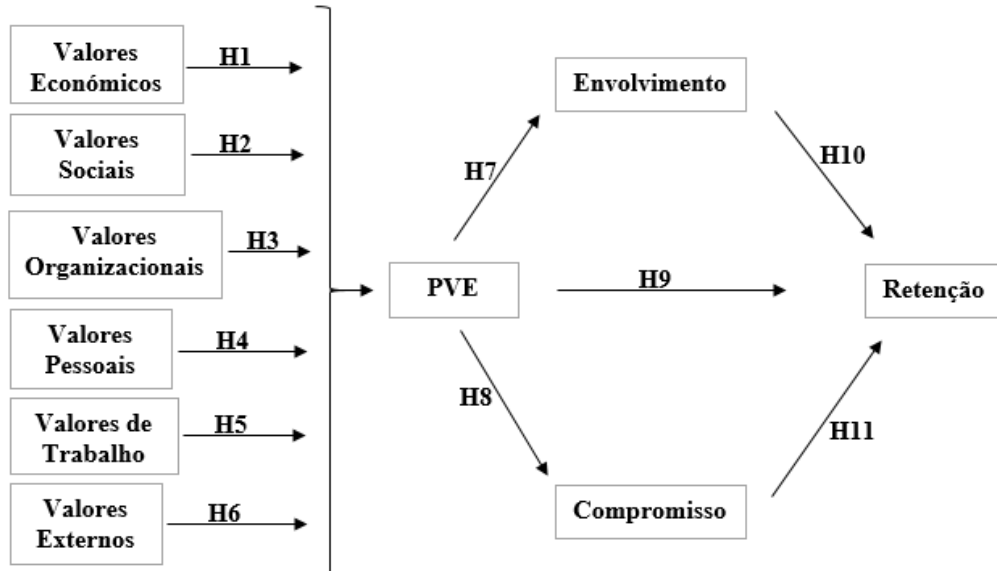 Valores
Económicos
H1
Valores
Sociais
H2
Valores
Organizacionais
H3
Valores
Pessoais
H4
Valores de
Trabalho
H5
Valores
Externos
H6
PVE
H7
H8
H9
Envolvimento
Compromisso
H10
H11
Retenção